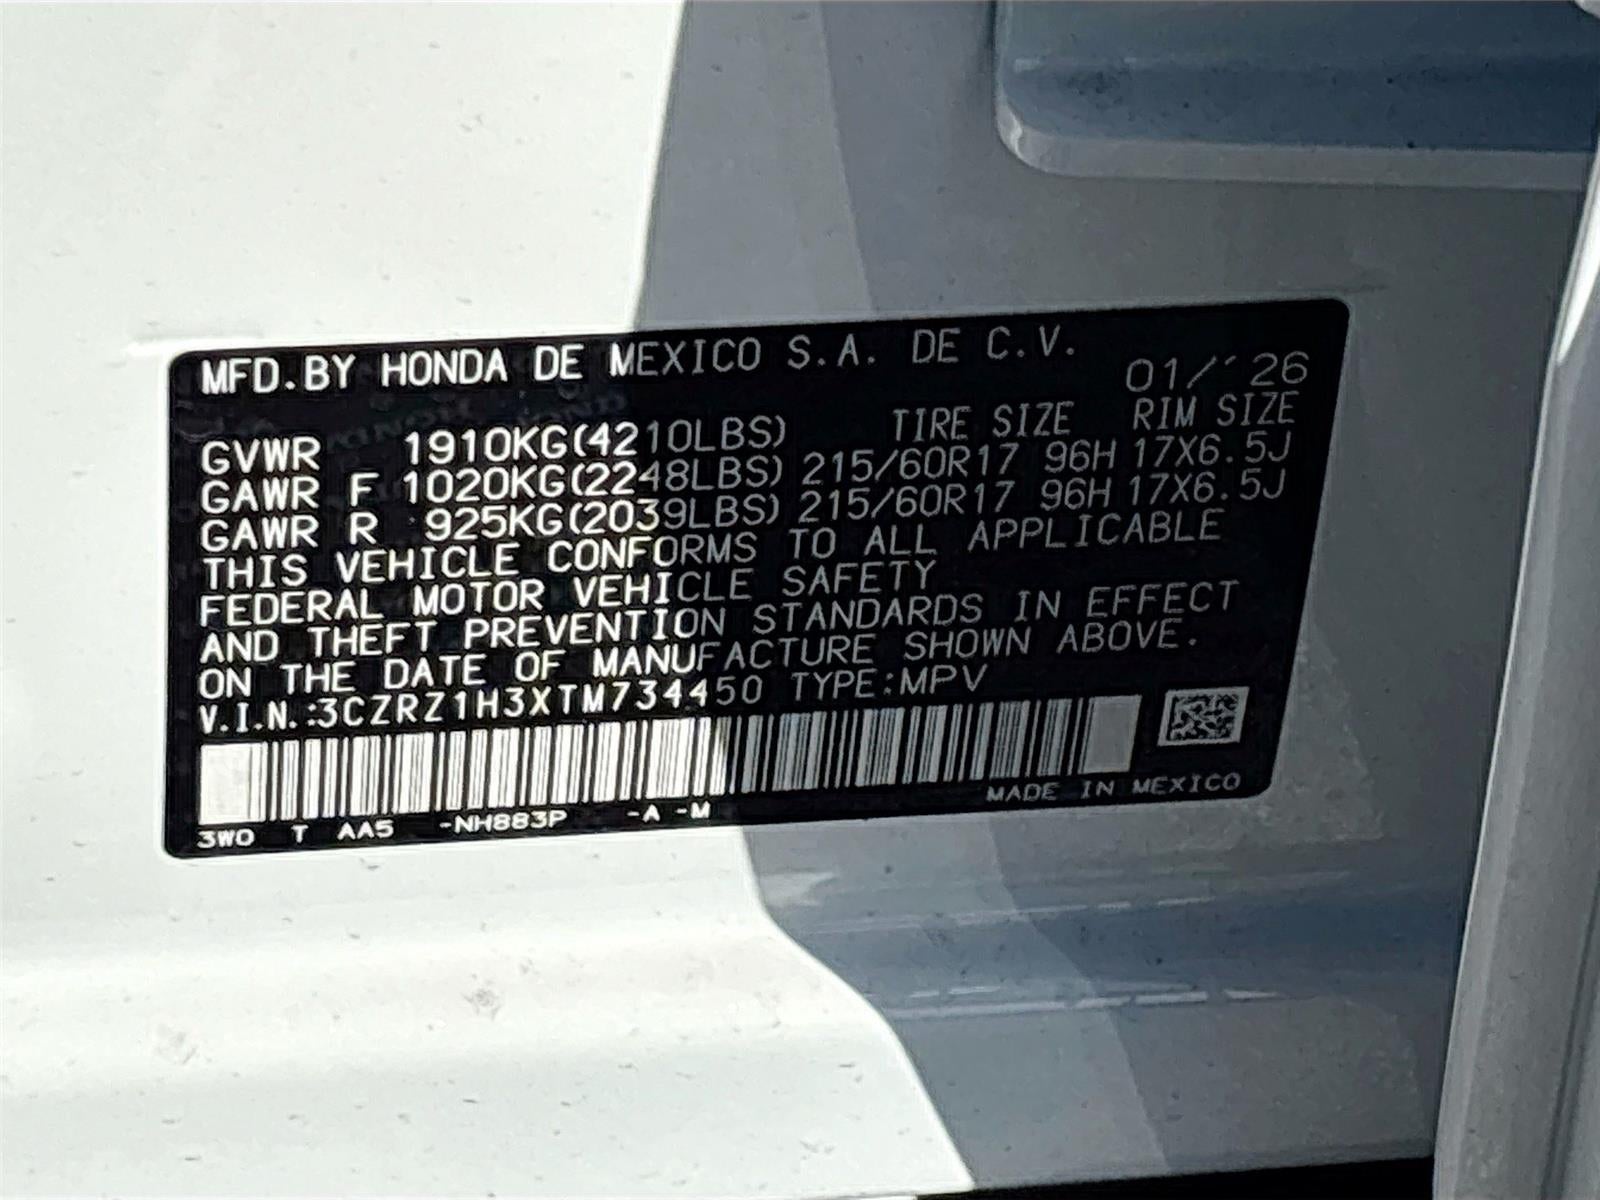 MFD.BY HONDA DE MEXICO S.A. DE C.V.
01/'26
TIRE SIZE RIM SIZE
GVWR 1910KG(4210LBS)
GAWR F 1020KG(2248LBS) 215/60R17 96H 17X6.5J
GAWR R 925KG(2039LBS) 215/60R17 96H 17X6.5J
THIS VEHICLE CONFORMS TO ALL APPLICABLE
FEDERAL MOTOR VEHICLE SAFETY
AND THEFT PREVENTION STANDARDS IN EFFECT
ON THE DATE OF MANUFACTURE SHOWN ABOVE.
V.I.N.:3CZRZ1H3XTM734450 TYPE:MPV
MADE IN MEXICO
3W0 T AA5 -NH883P -A -M